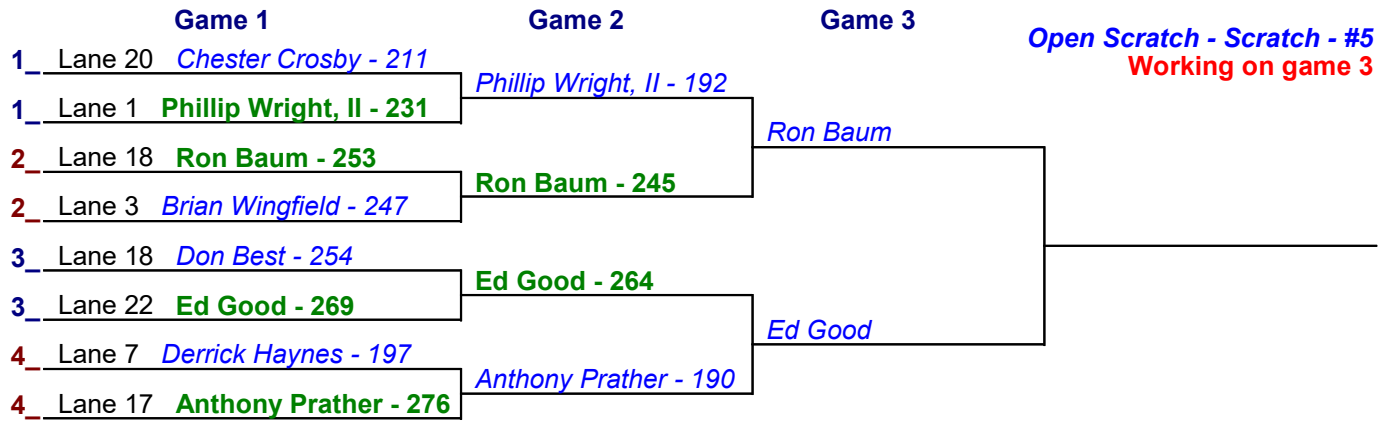 Game 1 Game 2 Game 3
Open Scratch - Scratch - #5
Working on game 3
1_ Lane 20 Chester Crosby - 211
Phillip Wright, II - 192
1_ Lane 1 Phillip Wright, II - 231
Ron Baum
2_ Lane 18 Ron Baum - 253
Ron Baum - 245
2_ Lane 3 Brian Wingfield - 247
3_ Lane 18 Don Best - 254
Ed Good - 264
3_ Lane 22 Ed Good - 269
Ed Good
4_ Lane 7 Derrick Haynes - 197
Anthony Prather - 190
4_ Lane 17 Anthony Prather - 276